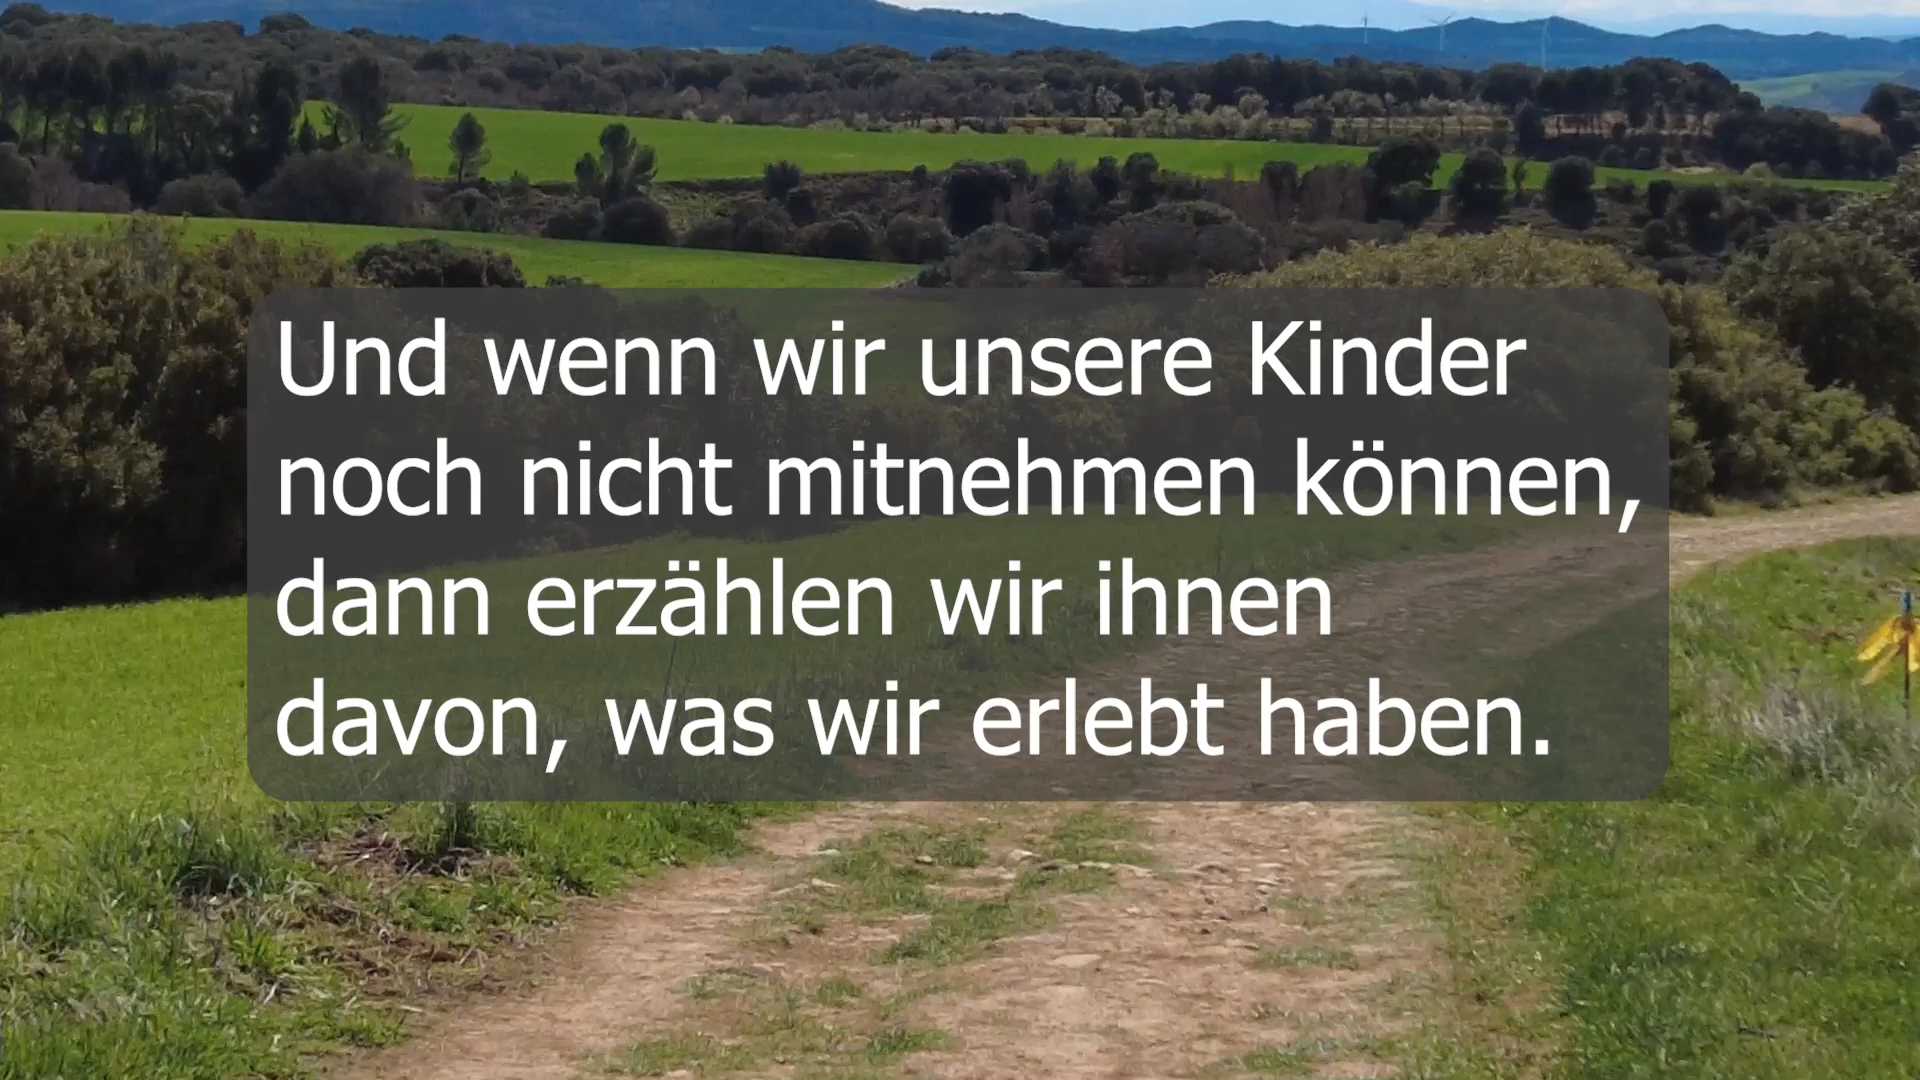 Und wenn wir unsere Kinder
noch nicht mitnehmen können,
dann erzählen wir ihnen
davon, was wir erlebt haben.